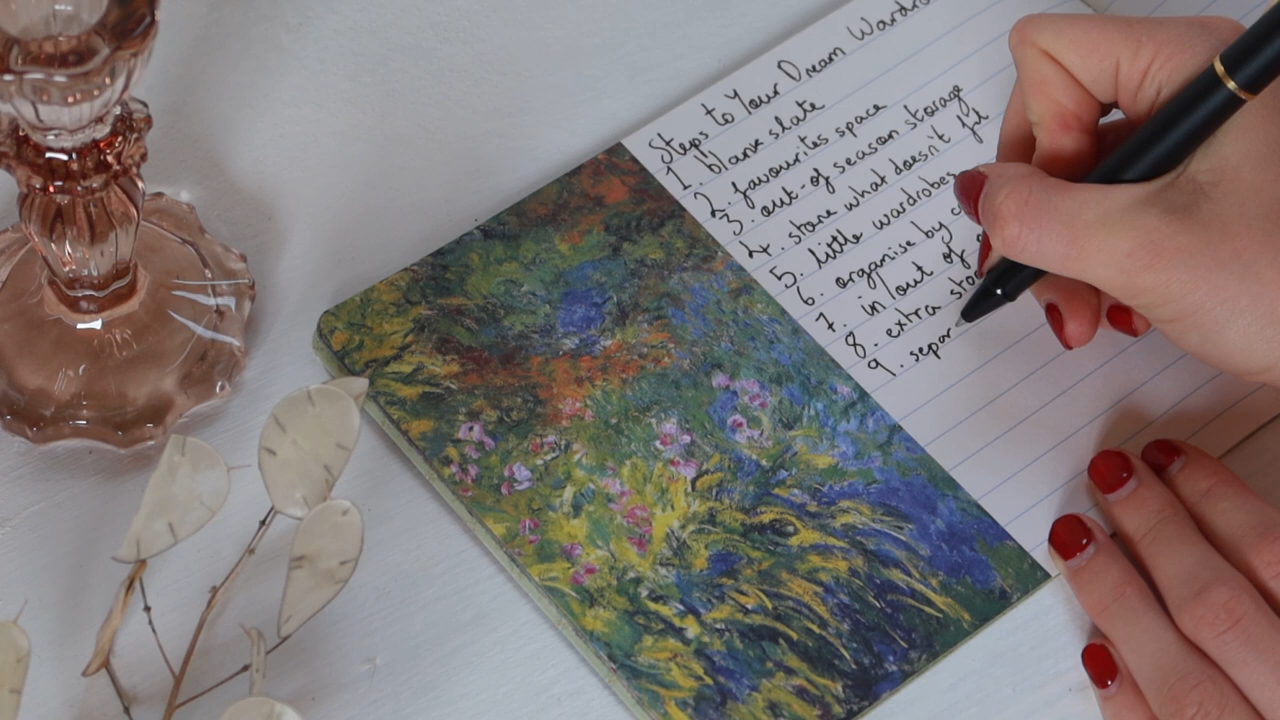 Steps to Your Dream Wardro
1. blank slate
2. favourites space
3. out-of season storage
4. store what doesn't fit
5. little wardrobes
6. organise by c
7. in/out of
8. extra sto
9. separ